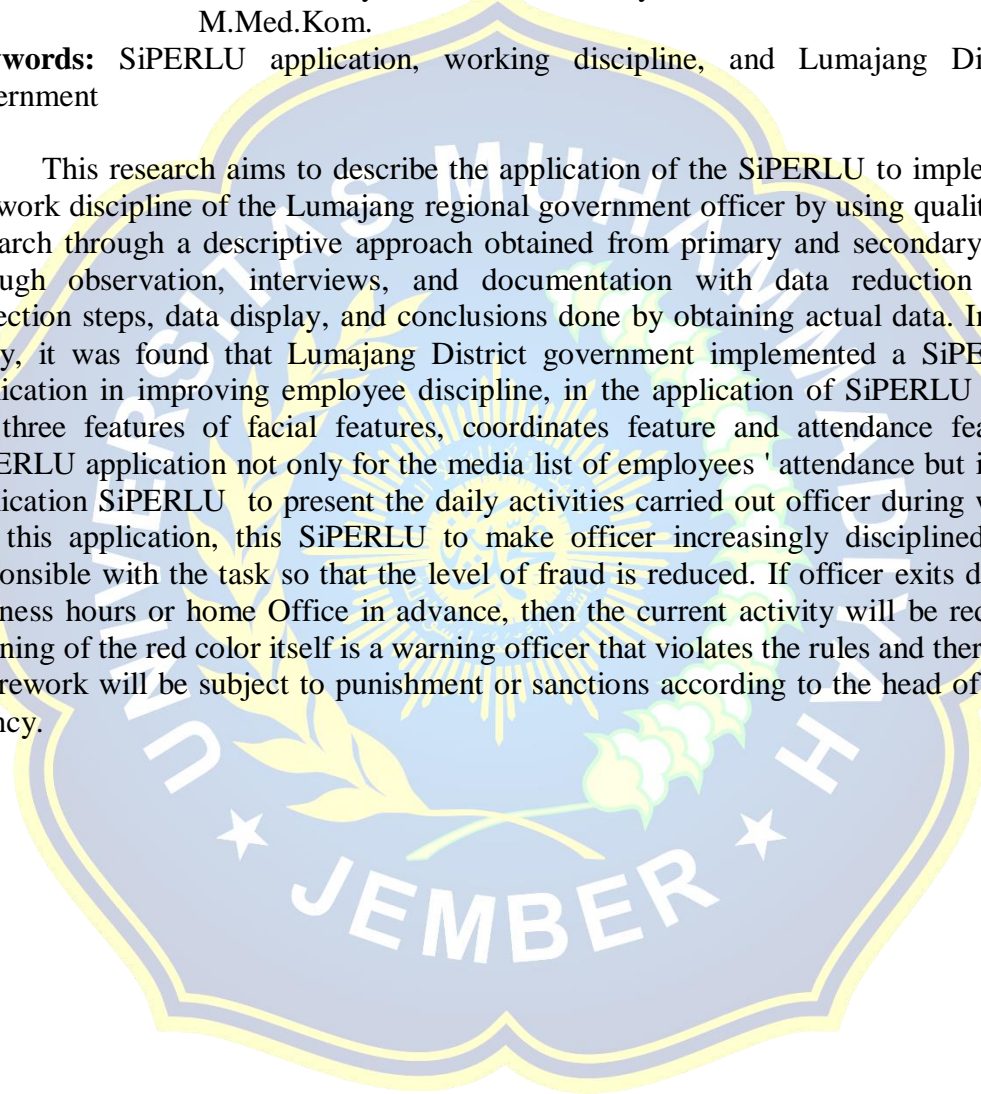 M.Med.Kom.
words: SiPERLU application, working discipline, and Lumajang Di
ernment
This research aims to describe the application of the SiPERLU to imple
work discipline of the Lumajang regional government officer by using qualit
arch through a descriptive approach obtained from primary and secondary
ugh observation, interviews, and documentation with data reduction
ection steps, data display, and conclusions done by obtaining actual data. In
y, it was found that Lumajang District government implemented a SiPE
ication in improving employee discipline, in the application of SiPERLU
three features of facial features, coordinates feature and attendance fea
ERLU application not only for the media list of employees ' attendance but i
ication SiPERLU to present the daily activities carried out officer during
this application, this SiPERLU to make officer increasingly disciplined
onsible with the task so that the level of fraud is reduced. If officer exits d
ness hours or home Office in advance, then the current activity will be red
ning of the red color itself is a warning officer that violates the rules and ther
rework will be subject to punishment or sanctions according to the head of
ncy.
UNIVERSITAS MUHAMMADIYAH
JEMBER